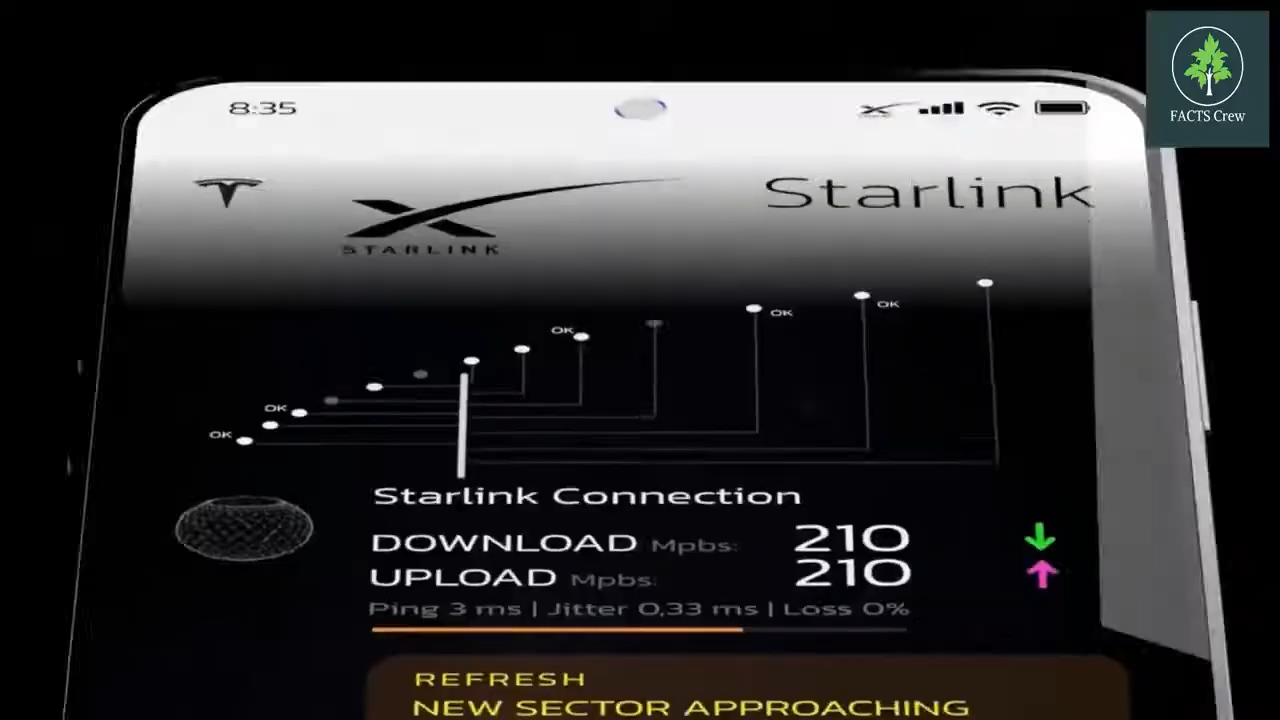 8:35
FACTS Crew
Starlink
STARLINK
OK
OK
OK
OK
OK
Starlink Connection
DOWNLOAD Mpbs: 210
UPLOAD Mpbs: 210
Ping 3 ms | Jitter 0,33 ms | Loss 0%
REFRESH
NEW SECTOR APPROACHING